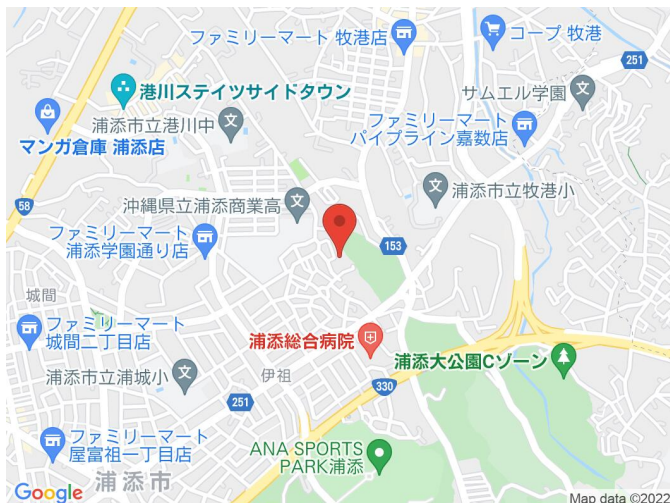 ファミリーマート 牧港店
コープ 牧港
251
港川ステイツサイドタウン
サムエル学園
浦添市立港川中
ファミリーマート
パイプライン嘉数店
マンガ倉庫 浦添店
沖縄県立浦添商業高
浦添市立牧港小
58
ファミリーマート
浦添学園通り店
153
城間
ファミリーマート
城間二丁目店
浦添総合病院
浦添大公園Cゾーン
浦添市立浦城小
伊祖
330
251
ファミリーマート
屋富祖一丁目店
ANA SPORTS
PARK浦添
浦添市
Google
Map data ©2022